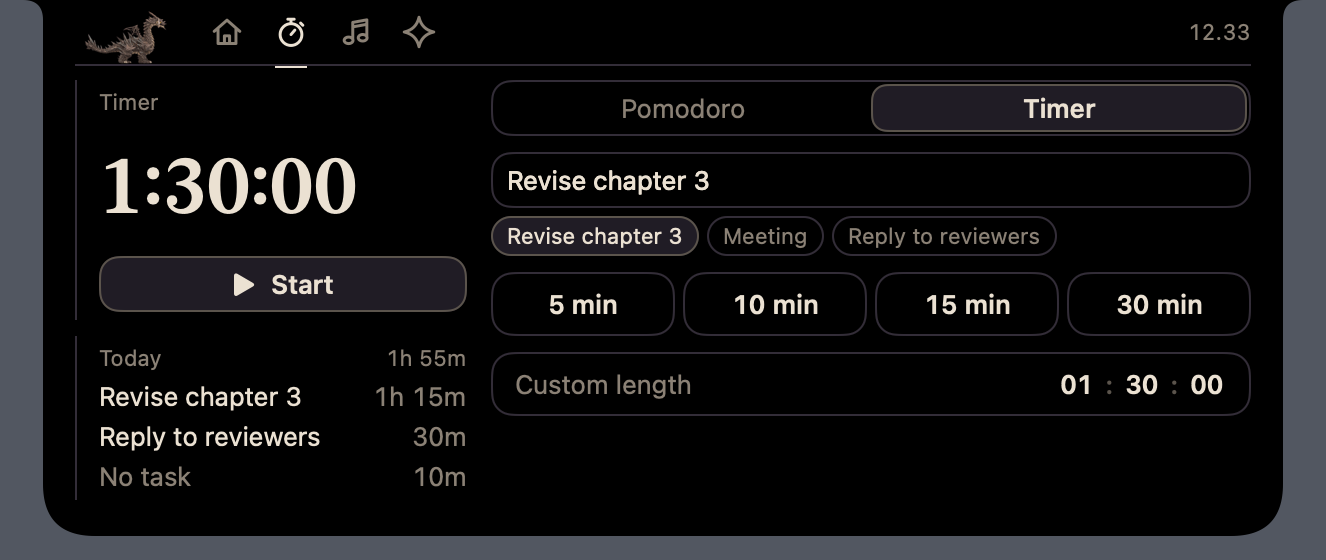 12.33
Timer
1:30:00
Start
Today 1h 55m
Revise chapter 3 1h 15m
Reply to reviewers 30m
No task 10m
Pomodoro Timer
Revise chapter 3
Revise chapter 3 Meeting Reply to reviewers
5 min 10 min 15 min 30 min
Custom length 01 : 30 : 00